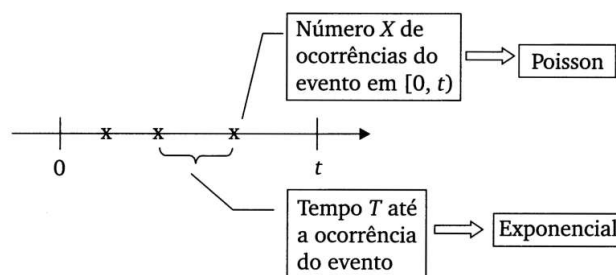 Número X de
ocorrências do
evento em [0, t)
Poisson
x x x
0 t
Tempo T até
a ocorrência
do evento
Exponencial